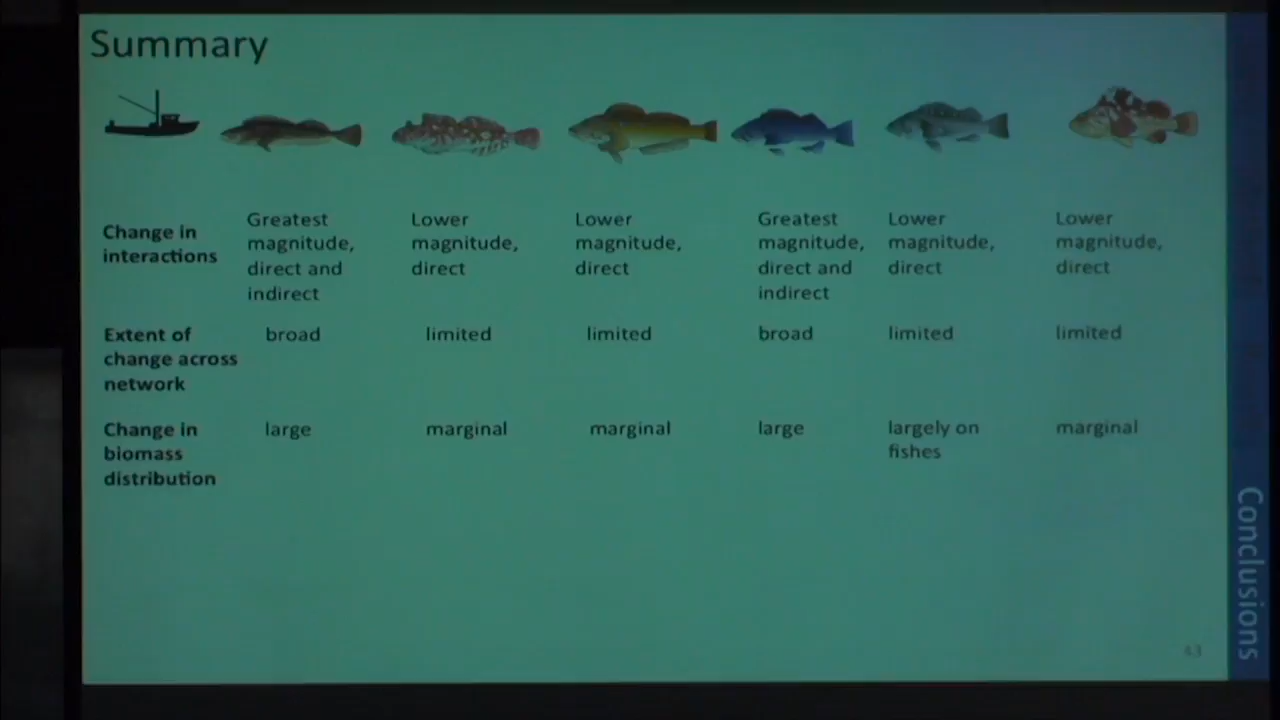 Summary
Change in
interactions
Greatest
magnitude,
direct and
indirect
Lower
magnitude,
direct
Lower
magnitude,
direct
Greatest
magnitude,
direct and
indirect
Lower
magnitude,
direct
Lower
magnitude,
direct
Extent of
change across
network
broad
limited
limited
broad
limited
limited
Change in
biomass
distribution
large
marginal
marginal
large
largely on
fishes
marginal
Conclusions
43